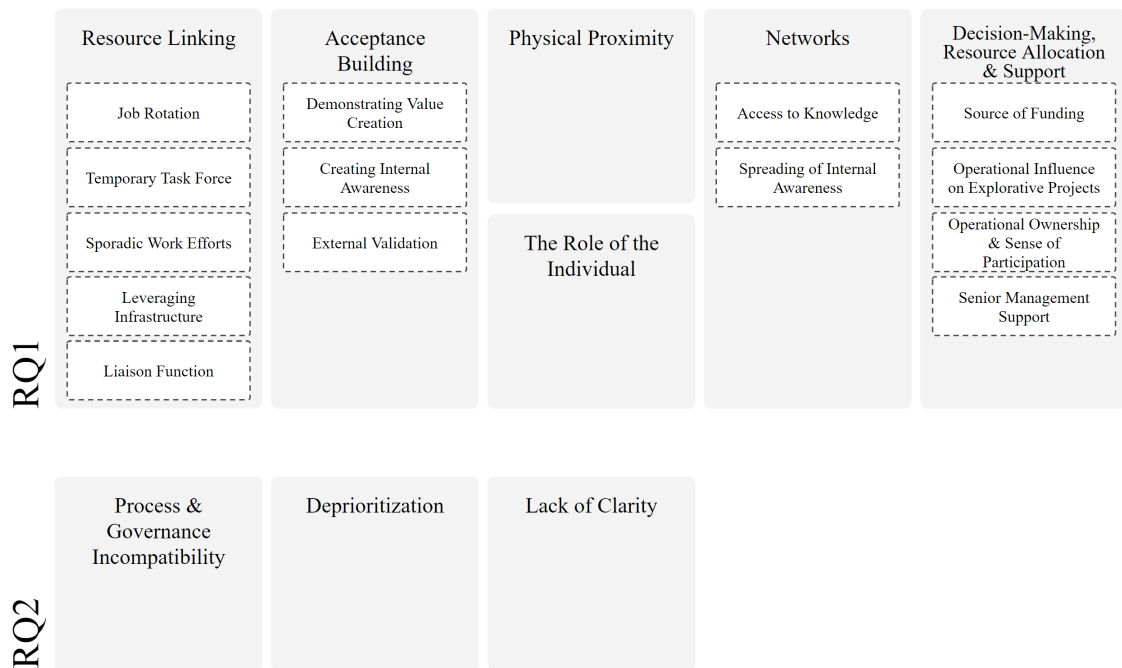 RQ1
Resource Linking
Job Rotation
Temporary Task Force
Sporadic Work Efforts
Leveraging
Infrastructure
Liaison Function
Acceptance
Building
Demonstrating Value
Creation
Creating Internal
Awareness
External Validation
Physical Proximity
The Role of the
Individual
Networks
Access to Knowledge
Spreading of Internal
Awareness
Decision-Making,
Resource Allocation
& Support
Source of Funding
Operational Influence
on Explorative Projects
Operational Ownership
& Sense of
Participation
Senior Management
Support
RQ2
Process &
Governance
Incompatibility
Deprioritization
Lack of Clarity